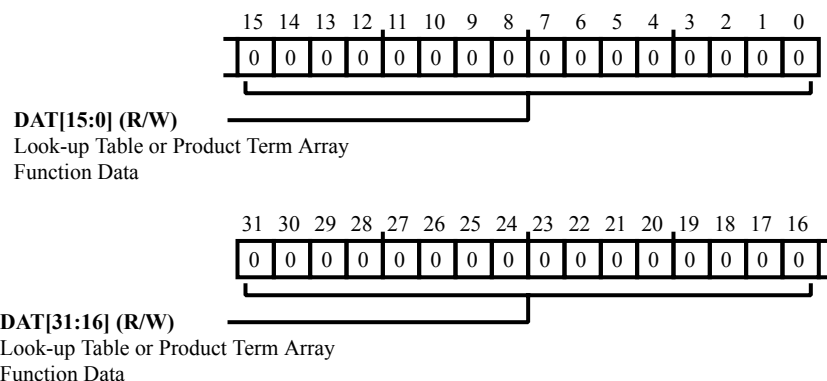 15 14 13 12 11 10 9 8 7 6 5 4 3 2 1 0
0 0 0 0 0 0 0 0 0 0 0 0 0 0 0 0
DAT[15:0] (R/W)
Look-up Table or Product Term Array
Function Data
31 30 29 28 27 26 25 24 23 22 21 20 19 18 17 16
0 0 0 0 0 0 0 0 0 0 0 0 0 0 0 0
DAT[31:16] (R/W)
Look-up Table or Product Term Array
Function Data